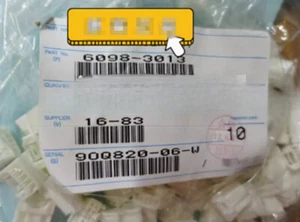 PART NO.
(P)
6098-3013
QUANTITY
SUPPLIER
(S)
16-83
10
SERIAL
(S)
90Q820-06-W